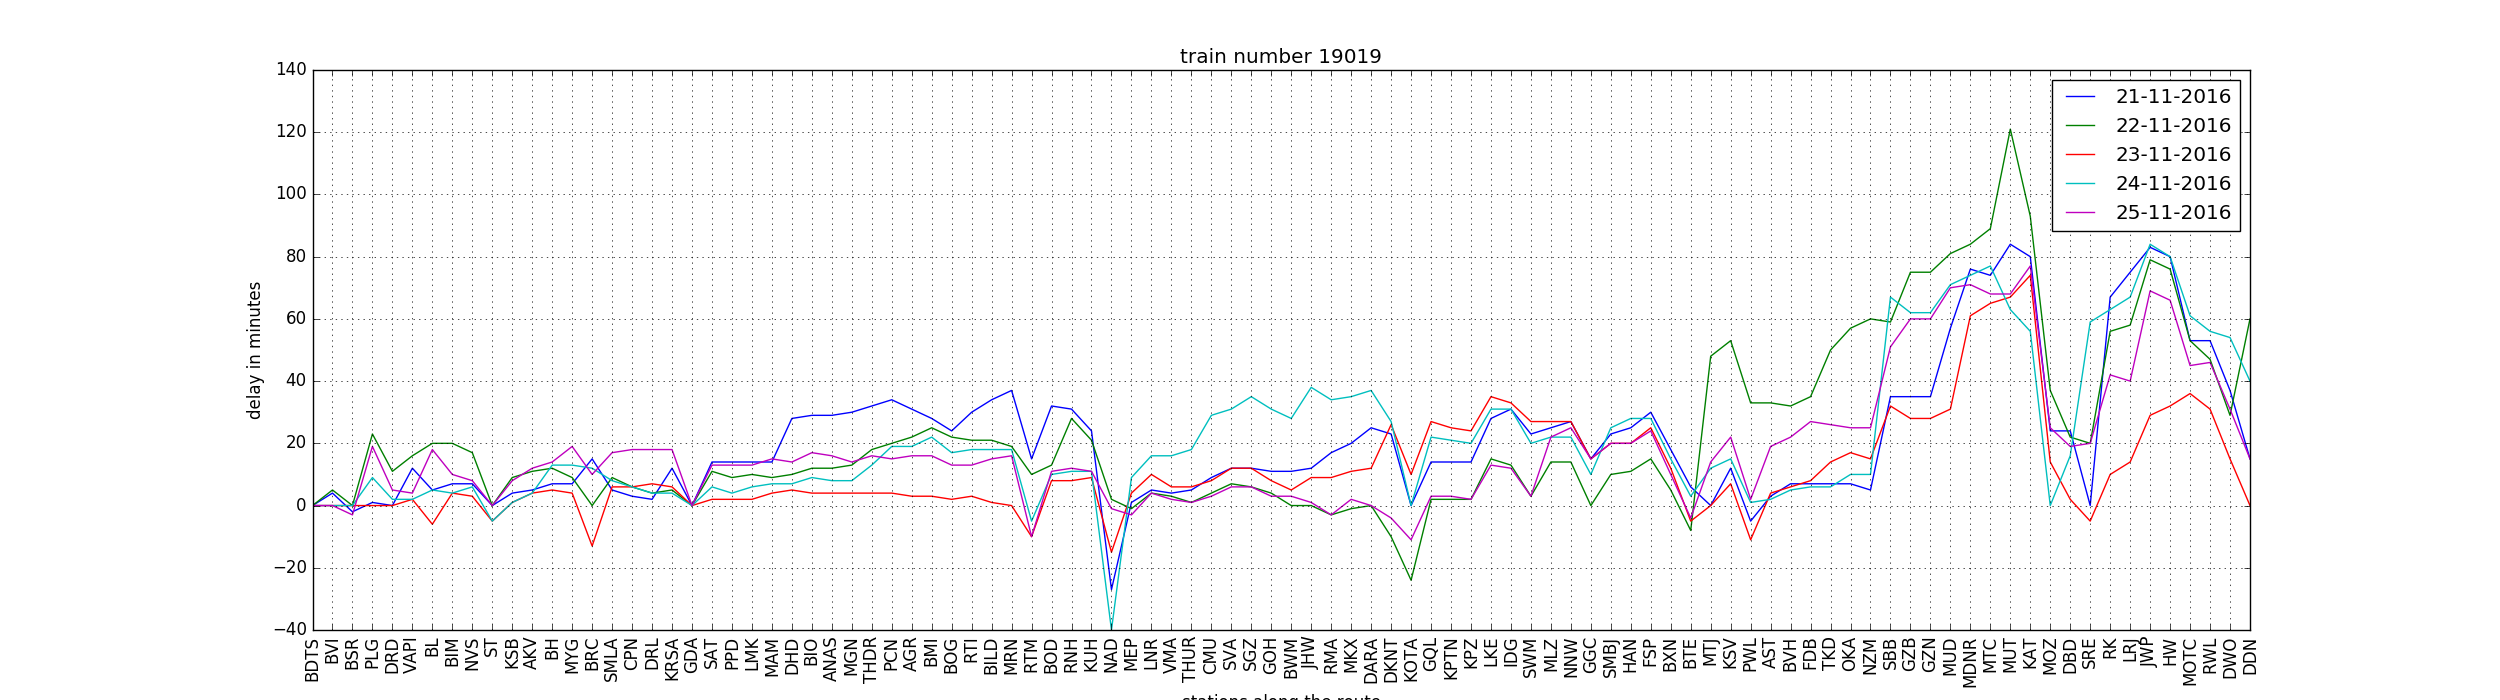 train number 19019
140
120
100
80
60
40
20
0
−20
−40
delay in minutes
21-11-2016
22-11-2016
23-11-2016
24-11-2016
25-11-2016
BDTS
BVI
BSR
PLG
DRD
VAPI
BL
BIM
NVS
ST
KSB
AKV
BH
MYG
BRC
SMLA
CPN
DRL
KRSA
GDA
SAT
PPD
LMK
MAM
DHD
BIO
ANAS
MGN
THDR
PCN
AGR
BMI
BOG
RTI
BILD
MRN
RTM
BOD
RNH
KUH
NAD
MEP
LNR
VMA
THUR
CMU
SVA
SGZ
GOH
BWM
JHW
RMA
MKX
DARA
DKNT
KOTA
GQL
KPTN
KPZ
LKE
IDG
SWM
MLZ
NNW
GGC
SMBJ
HAN
FSP
BXN
BTE
MTJ
KSV
PWL
AST
BVH
FDB
TKD
OKA
NZM
SBB
GZB
GZN
MUD
MDNR
MTC
MUT
KAT
MOZ
DBD
SRE
RK
LRJ
JWP
HW
MOTC
RWL
DWO
DDN
stations along the route